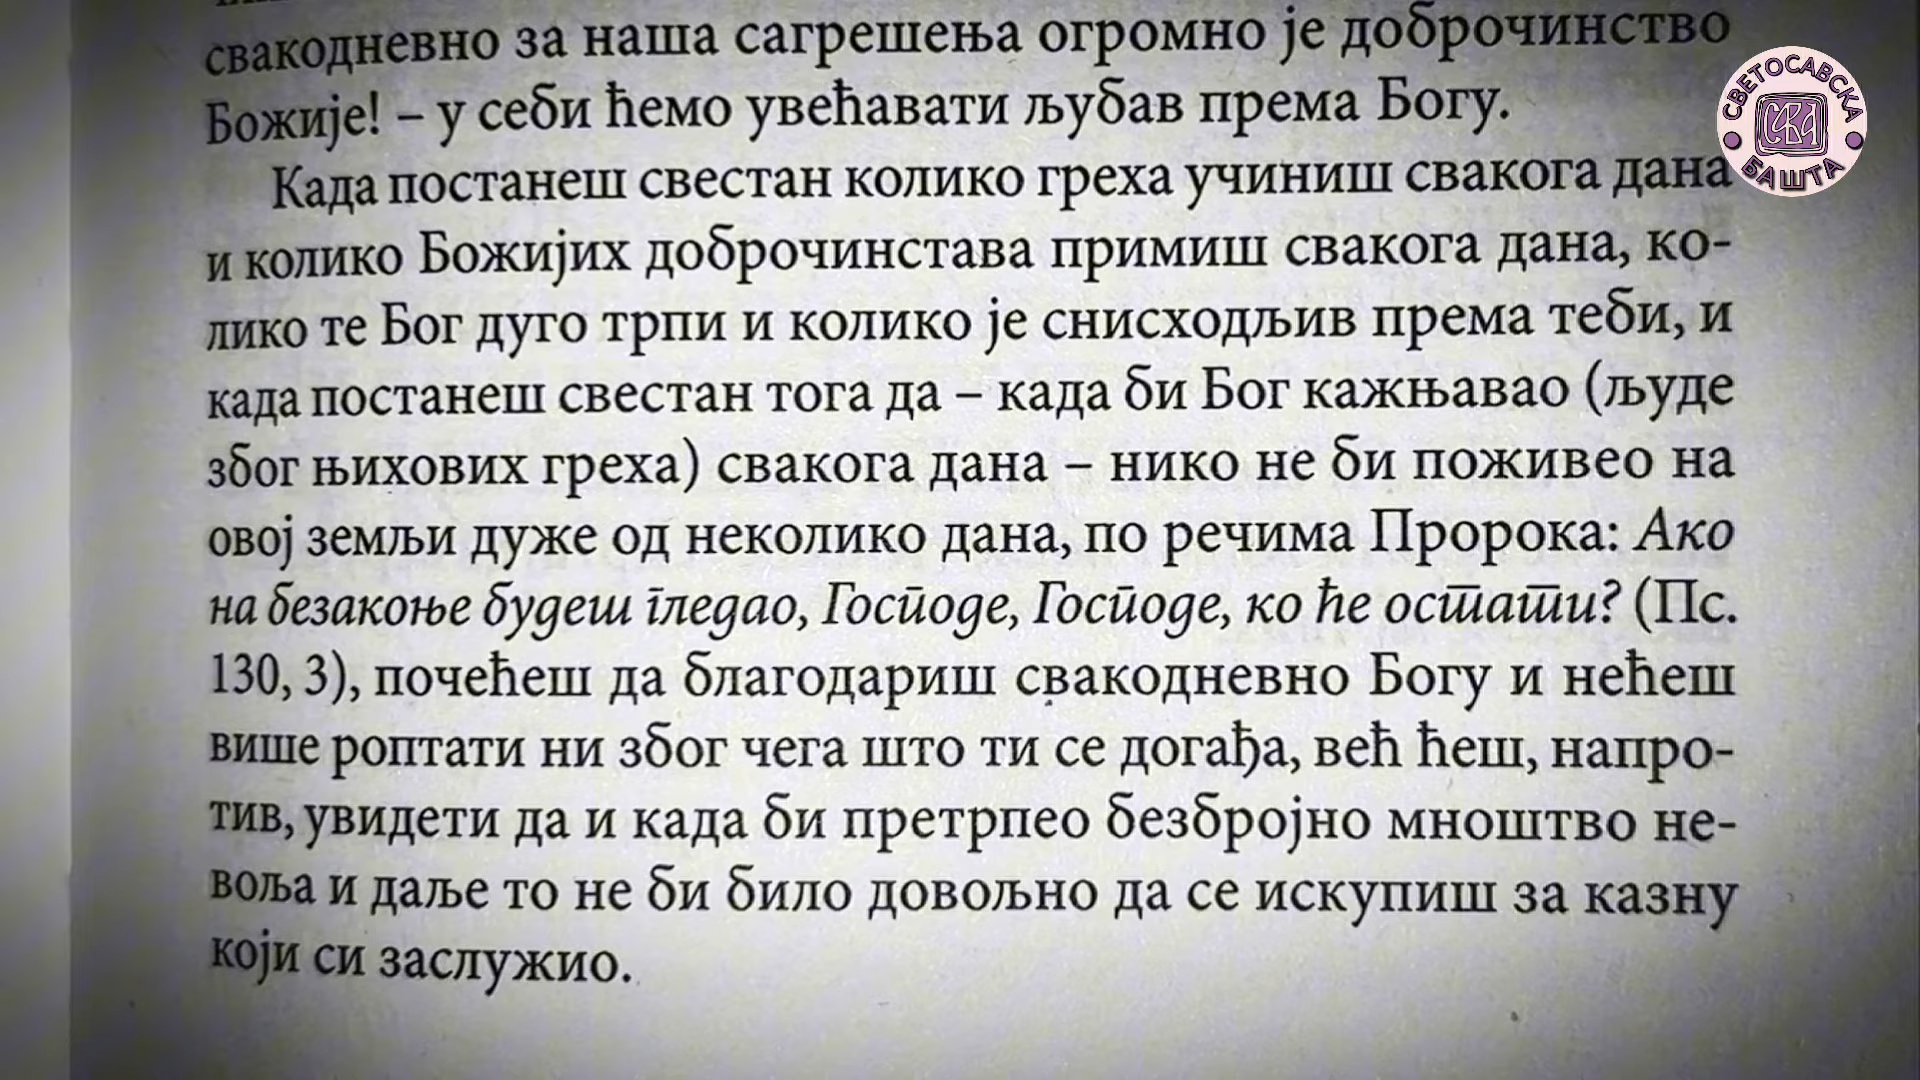 свакодневно за наша сагрешења огромно је доброчинство
Божије! – у себи ћемо увећавати љубав према Богу.
Када постанеш свестан колико греха учиниш свакога дана
и колико Божијих доброчинстава примиш свакога дана, ко-
лико те Бог дуго трпи и колико је снисходљив према теби, и
када постанеш свестан тога да – када би Бог кажњавао (људе
због њихових греха) свакога дана – нико не би поживео на
овој земљи дуже од неколико дана, по речима Пророка: Ако
на безакоње будеш гледао, Господе, Господе, ко ће остати? (Пс.
130, 3), почећеш да благодариш свакодневно Богу и нећеш
више роптати ни због чега што ти се догађа, већ ћеш, напро-
тив, увидети да и када би претрпео безбројно мноштво не-
воља и даље то не би било довољно да се искупиш за казну
који си заслужио.
СВЕТОСАВСКА
БАШТА